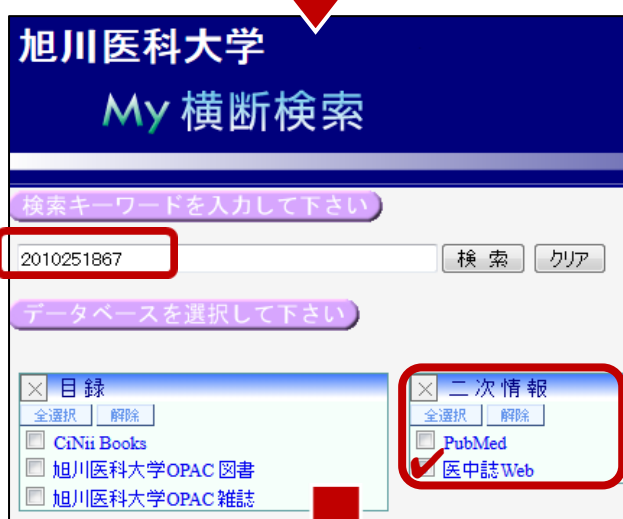 旭川医科大学
My 横断検索
検索キーワードを入力して下さい
2010251867
検 索 クリア
データベースを選択して下さい
目録
全選択 解除
CiNii Books
旭川医科大学OPAC 図書
旭川医科大学OPAC 雑誌
二次情報
全選択 解除
PubMed
医中誌Web